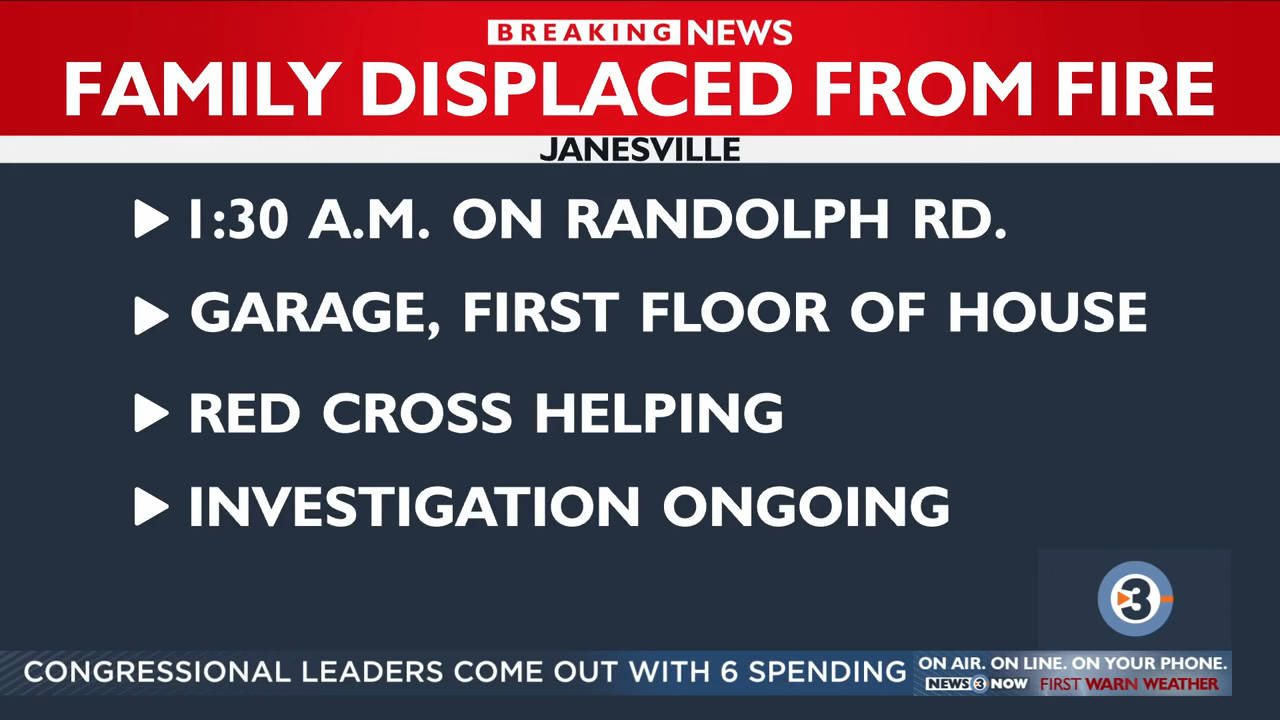 BREAKING NEWS
FAMILY DISPLACED FROM FIRE
JANESVILLE
1:30 A.M. ON RANDOLPH RD.
GARAGE, FIRST FLOOR OF HOUSE
RED CROSS HELPING
INVESTIGATION ONGOING
3
CONGRESSIONAL LEADERS COME OUT WITH 6 SPENDING
ON AIR. ON LINE. ON YOUR PHONE.
NEWS 3 NOW FIRST WARN WEATHER